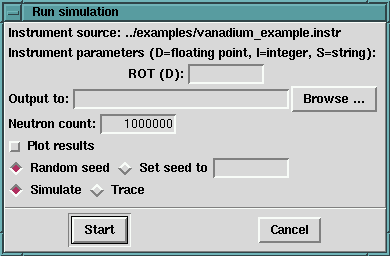 Run simulation
Instrument source: ../examples/vanadium_example.instr
Instrument parameters (D=floating point, I=integer, S=string):
ROT (D):
Output to: Browse ...
Neutron count: 1000000
Plot results
Random seed Set seed to
Simulate Trace
Start Cancel